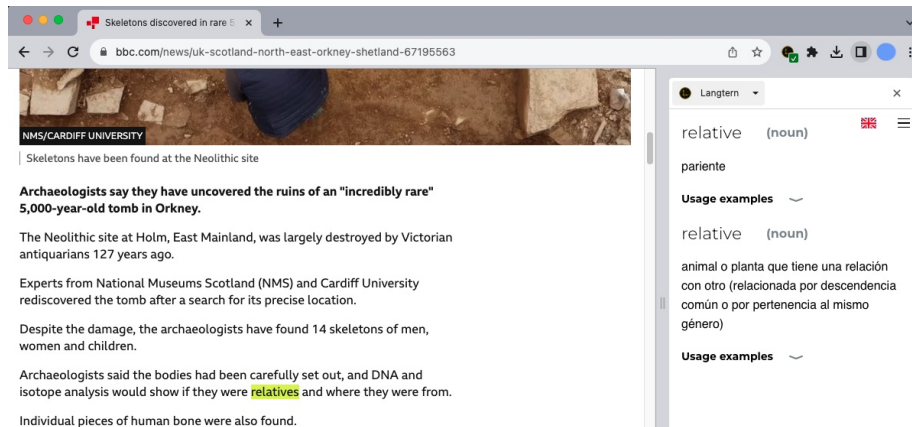 Skeletons discovered in rare 5
bbc.com/news/uk-scotland-north-east-orkney-shetland-67195563
NMS/CARDIFF UNIVERSITY
Skeletons have been found at the Neolithic site
Archaeologists say they have uncovered the ruins of an "incredibly rare"
5,000-year-old tomb in Orkney.
The Neolithic site at Holm, East Mainland, was largely destroyed by Victorian
antiquarians 127 years ago.
Experts from National Museums Scotland (NMS) and Cardiff University
rediscovered the tomb after a search for its precise location.
Despite the damage, the archaeologists have found 14 skeletons of men,
women and children.
Archaeologists said the bodies had been carefully set out, and DNA and
isotope analysis would show if they were relatives and where they were from.
Individual pieces of human bone were also found.
Langtern
relative (noun)
pariente
Usage examples
relative (noun)
animal o planta que tiene una relación
con otro (relacionada por descendencia
común o por pertenencia al mismo
género)
Usage examples